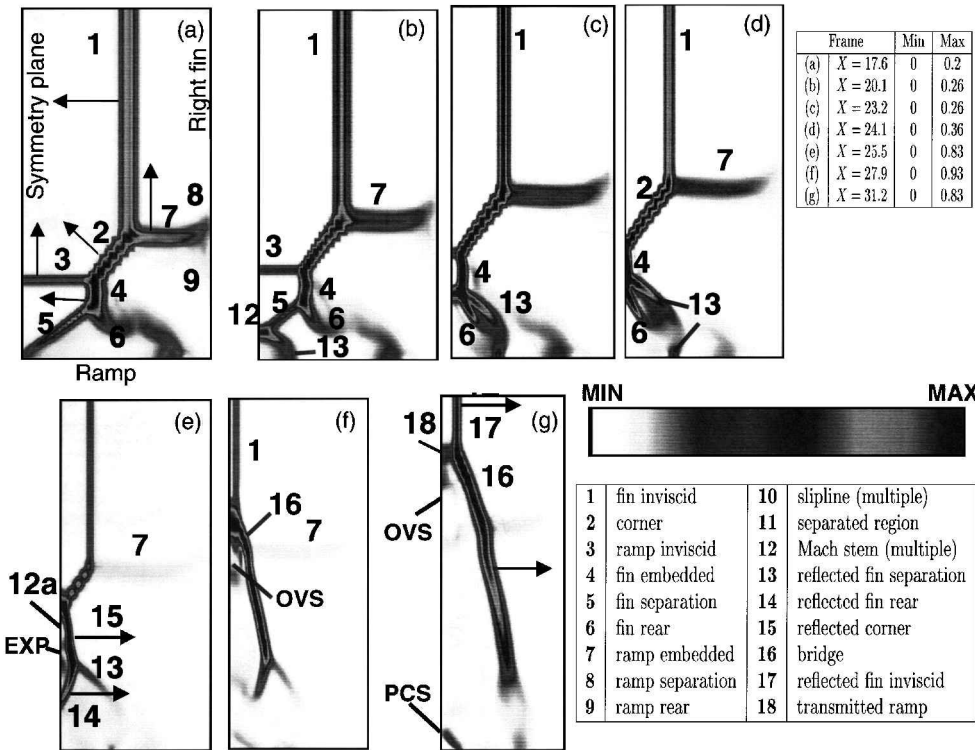 (a)
1
Symmetry plane
Right fin
8
7
2
3
9
4
5
6
Ramp
(b)
1
7
3
4
5
12
6
13
(c)
1
4
13
6
(d)
1
7
2
4
13
6
Frame Min Max
(a) X = 17.6 0 0.2
(b) X = 20.1 0 0.26
(c) X = 23.2 0 0.26
(d) X = 24.1 0 0.36
(e) X = 25.5 0 0.83
(f) X = 27.9 0 0.93
(g) X = 31.2 0 0.83
(e)
7
12a
15
EXP
13
14
(f)
1
16
7
OVS
(g)
18
17
16
OVS
PCS
MIN MAX
1 fin inviscid 10 slipline (multiple)
2 corner 11 separated region
3 ramp inviscid 12 Mach stem (multiple)
4 fin embedded 13 reflected fin separation
5 fin separation 14 reflected fin rear
6 fin rear 15 reflected corner
7 ramp embedded 16 bridge
8 ramp separation 17 reflected fin inviscid
9 ramp rear 18 transmitted ramp